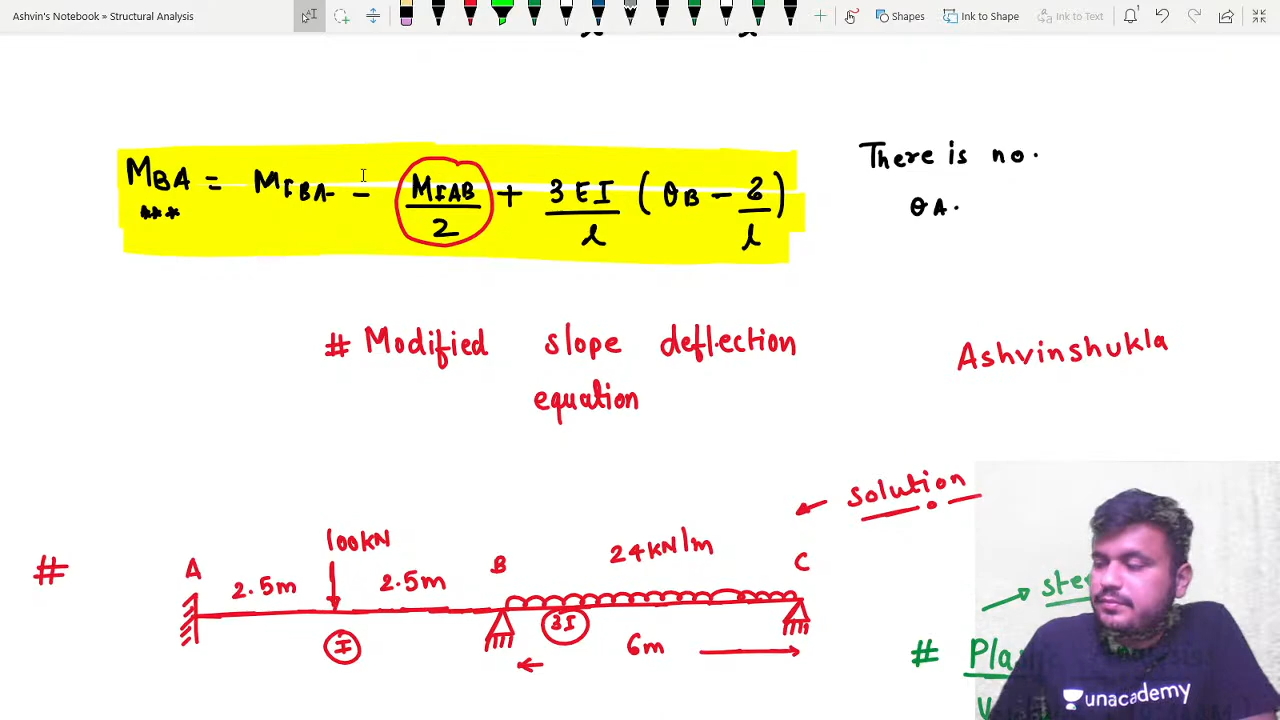 Ashvin's Notebook » Structural Analysis
Shapes Ink to Shape Ink to Text
MBA = MFBA - MFAB/2 + 3EI/l (θB - δ/l)
***
There is no.
θA.
# Modified slope deflection
equation
Ashvinshukla
solution
# A 2.5m 100kN 2.5m B 24kN/m C
I 3I 6m
# Pla
unacademy